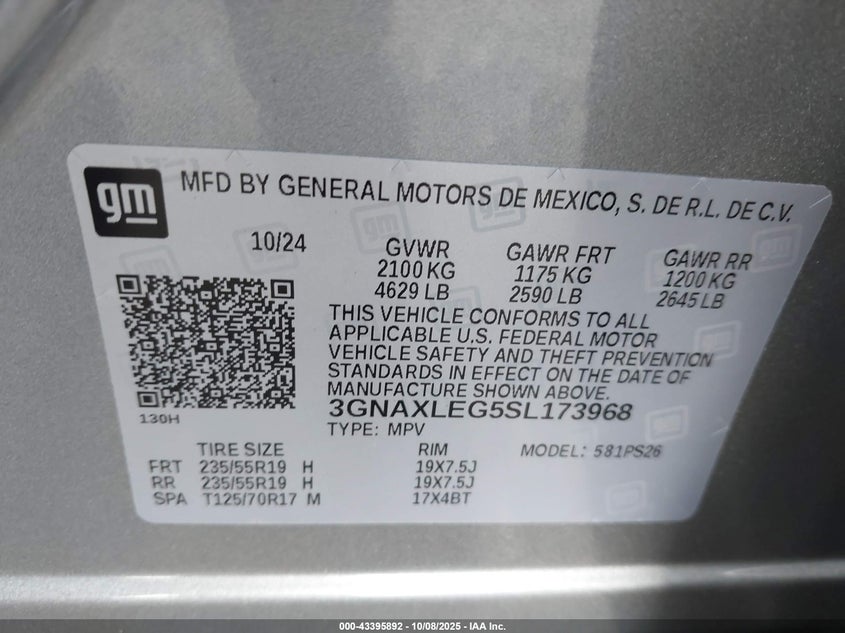 gm
MFD BY GENERAL MOTORS DE MEXICO, S. DE R.L. DE C.V.
10/24
GVWR
2100 KG
4629 LB
GAWR FRT
1175 KG
2590 LB
GAWR RR
1200 KG
2645 LB
THIS VEHICLE CONFORMS TO ALL
APPLICABLE U.S. FEDERAL MOTOR
VEHICLE SAFETY AND THEFT PREVENTION
STANDARDS IN EFFECT ON THE DATE OF
MANUFACTURE SHOWN ABOVE.
3GNAXLEG5SL173968
TYPE: MPV
130H
TIRE SIZE RIM MODEL: 581PS26
FRT 235/55R19 H 19X7.5J
RR 235/55R19 H 19X7.5J
SPA T125/70R17 M 17X4BT
000-43395892 - 10/08/2025 - IAA Inc.